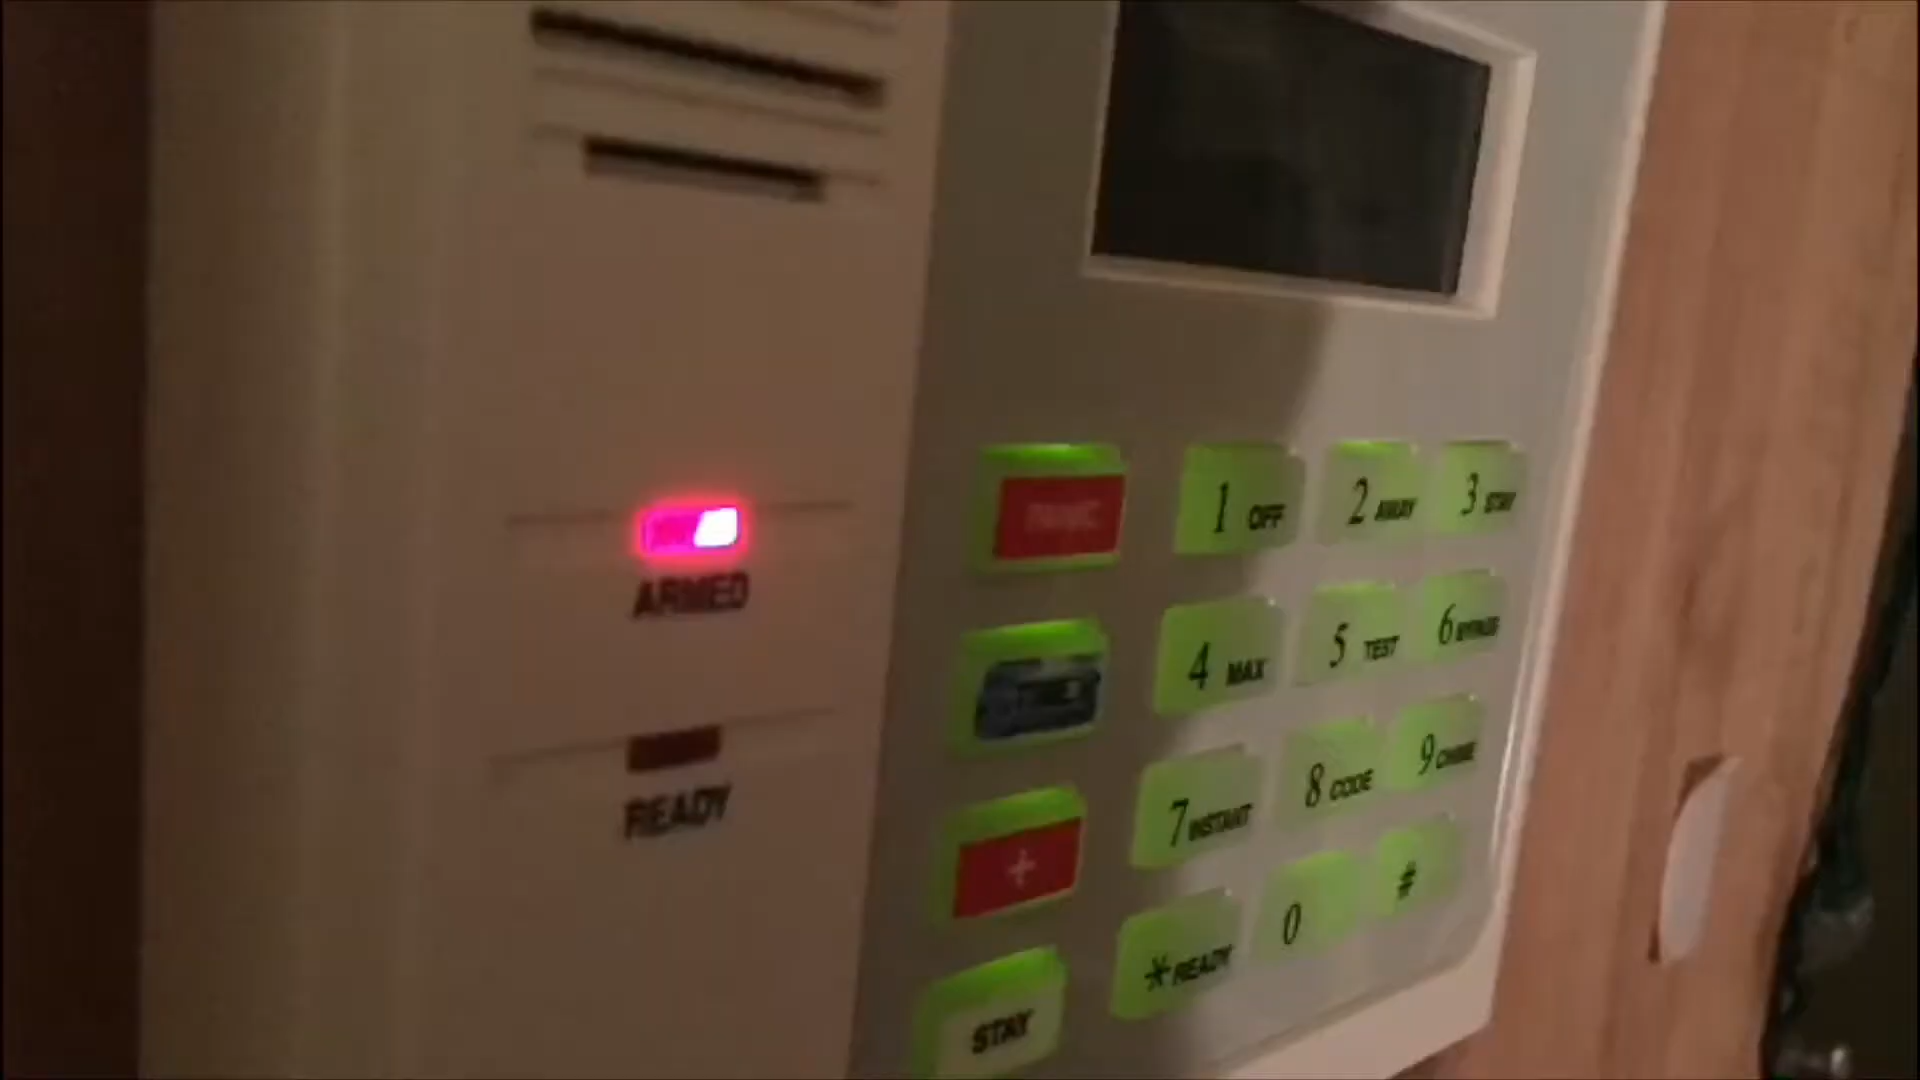 ARMED
READY
PANIC
1 OFF
2 AWAY
3 STAY
4 MAX
5 TEST
6 BYPASS
+
7 INSTANT
8 CODE
9 CHIME
STAY
* READY
0
#